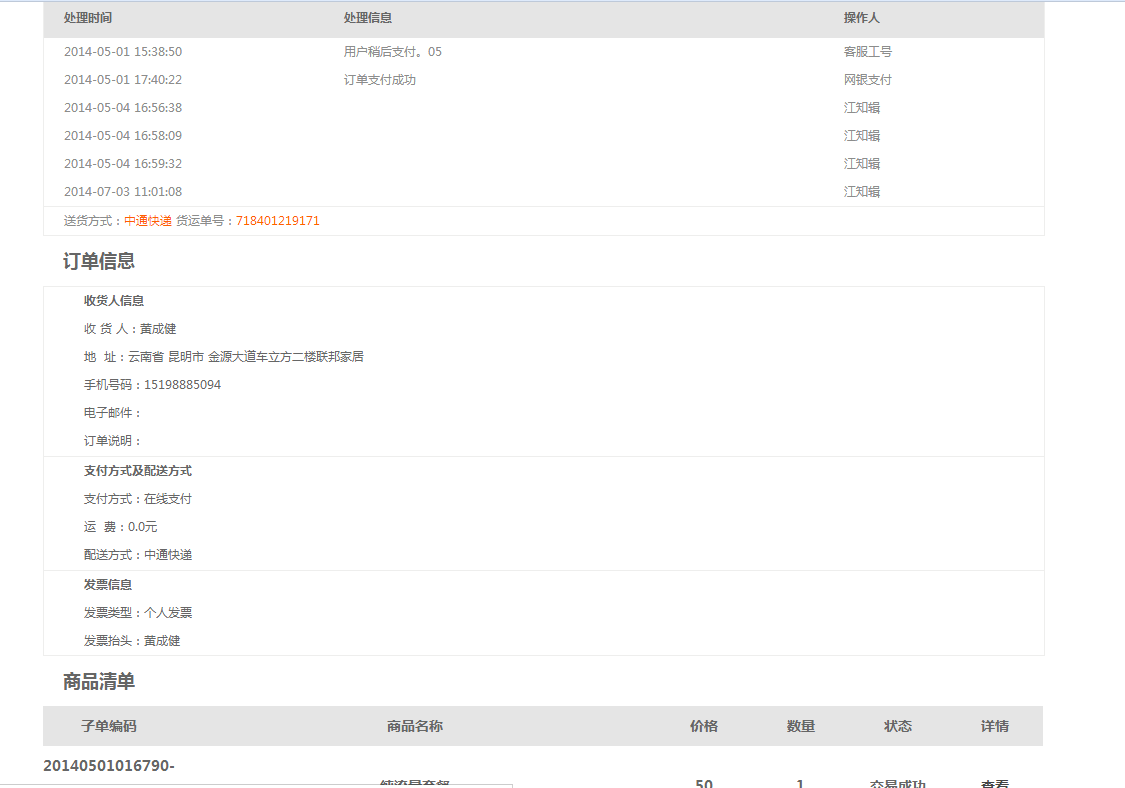 处理时间 处理信息 操作人
2014-05-01 15:38:50 用户稍后支付。05 客服工号
2014-05-01 17:40:22 订单支付成功 网银支付
2014-05-04 16:56:38 江知辑
2014-05-04 16:58:09 江知辑
2014-05-04 16:59:32 江知辑
2014-07-03 11:01:08 江知辑
送货方式：中通快递 货运单号：718401219171
订单信息
收货人信息
收 货 人：黄成健
地 址：云南省 昆明市 金源大道车立方二楼联邦家居
手机号码：15198885094
电子邮件：
订单说明：
支付方式及配送方式
支付方式：在线支付
运 费：0.0元
配送方式：中通快递
发票信息
发票类型：个人发票
发票抬头：黄成健
商品清单
子单编码 商品名称 价格 数量 状态 详情
20140501016790-
纯流量套餐 50 1 交易成功 查看